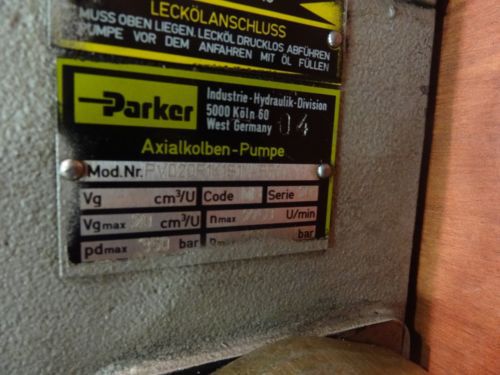 LECKÖLANSCHLUSS
MUSS OBEN LIEGEN. LECKÖL DRUCKLOS ABFÜHREN
PUMPE VOR DEM ANFAHREN MIT ÖL FÜLLEN
Parker
Industrie-Hydraulik-Division
5000 Köln 60
West Germany 04
Axialkolben-Pumpe
Mod.Nr.
Vg cm³/U Code Serie
Vgmax cm³/U nmax U/min
pdmax bar bar